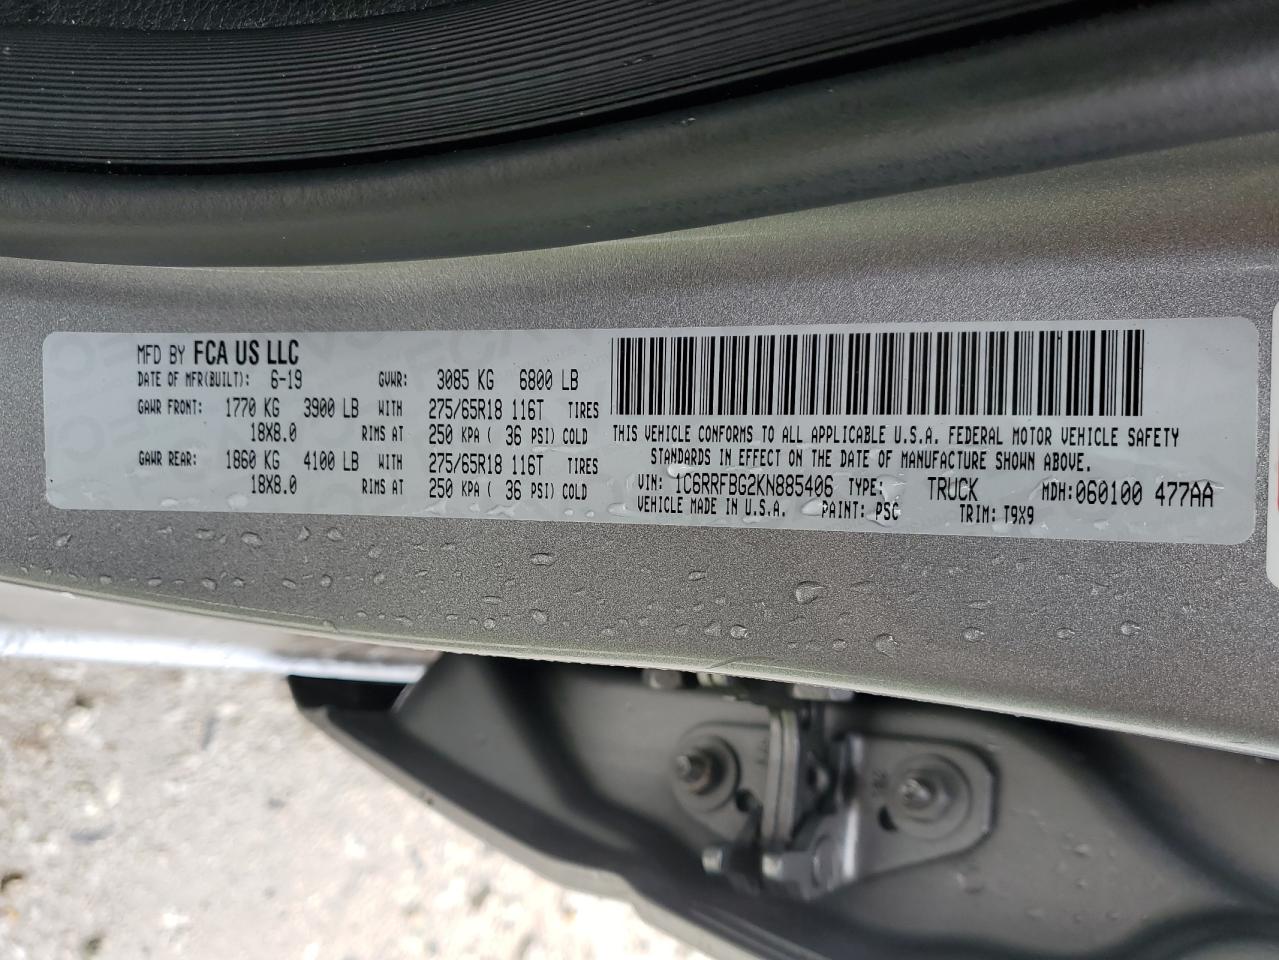 MFD BY FCA US LLC
DATE OF MFR(BUILT): 6-19 GVWR: 3085 KG 6800 LB
GAWR FRONT: 1770 KG 3900 LB WITH 275/65R18 116T TIRES
18X8.0 RIMS AT 250 KPA ( 36 PSI) COLD
GAWR REAR: 1860 KG 4100 LB WITH 275/65R18 116T TIRES
18X8.0 RIMS AT 250 KPA ( 36 PSI) COLD
THIS VEHICLE CONFORMS TO ALL APPLICABLE U.S.A. FEDERAL MOTOR VEHICLE SAFETY
STANDARDS IN EFFECT ON THE DATE OF MANUFACTURE SHOWN ABOVE.
VIN: 1C6RRFBG2KN885406 TYPE: TRUCK MDH:060100 477AA
VEHICLE MADE IN U.S.A. PAINT: PSC TRIM: T9X9